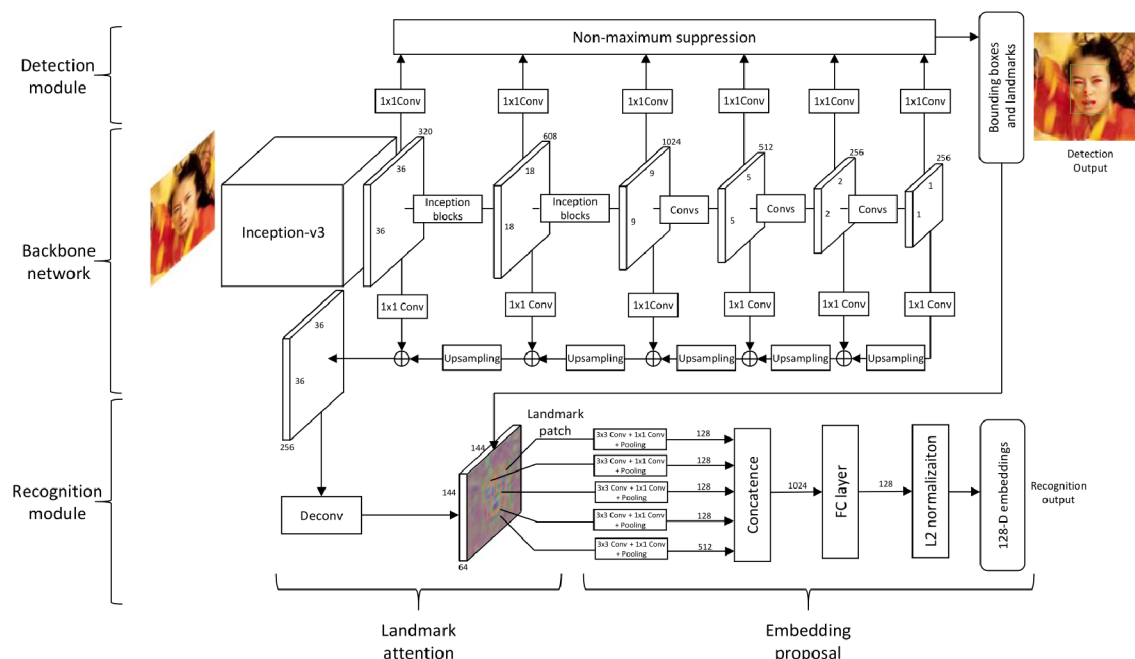 Non-maximum suppression
Detection
module
Bounding boxes
and landmarks
1x1Conv
1x1Conv
1x1Conv
1x1Conv
1x1Conv
1x1Conv
Detection
Output
320
608
1024
512
256
256
36
18
9
5
2
1
Inception-v3
Inception
blocks
Inception
blocks
Convs
Convs
Convs
36
18
9
5
2
1
Backbone
network
1x1 Conv
1x1 Conv
1x1Conv
1x1 Conv
1x1 Conv
1x1 Conv
36
36
256
Upsampling
Upsampling
Upsampling
Upsampling
Upsampling
Recognition
module
Deconv
144
144
64
Landmark
patch
3x3 Conv + 1x1 Conv
+ Pooling
128
3x3 Conv + 1x1 Conv
+ Pooling
128
3x3 Conv + 1x1 Conv
+ Pooling
128
3x3 Conv + 1x1 Conv
+ Pooling
128
3x3 Conv + 1x1 Conv
+ Pooling
512
Concatence
1024
FC layer
128
L2 normalizaiton
128-D embeddings
Recognition
output
Landmark
attention
Embedding
proposal